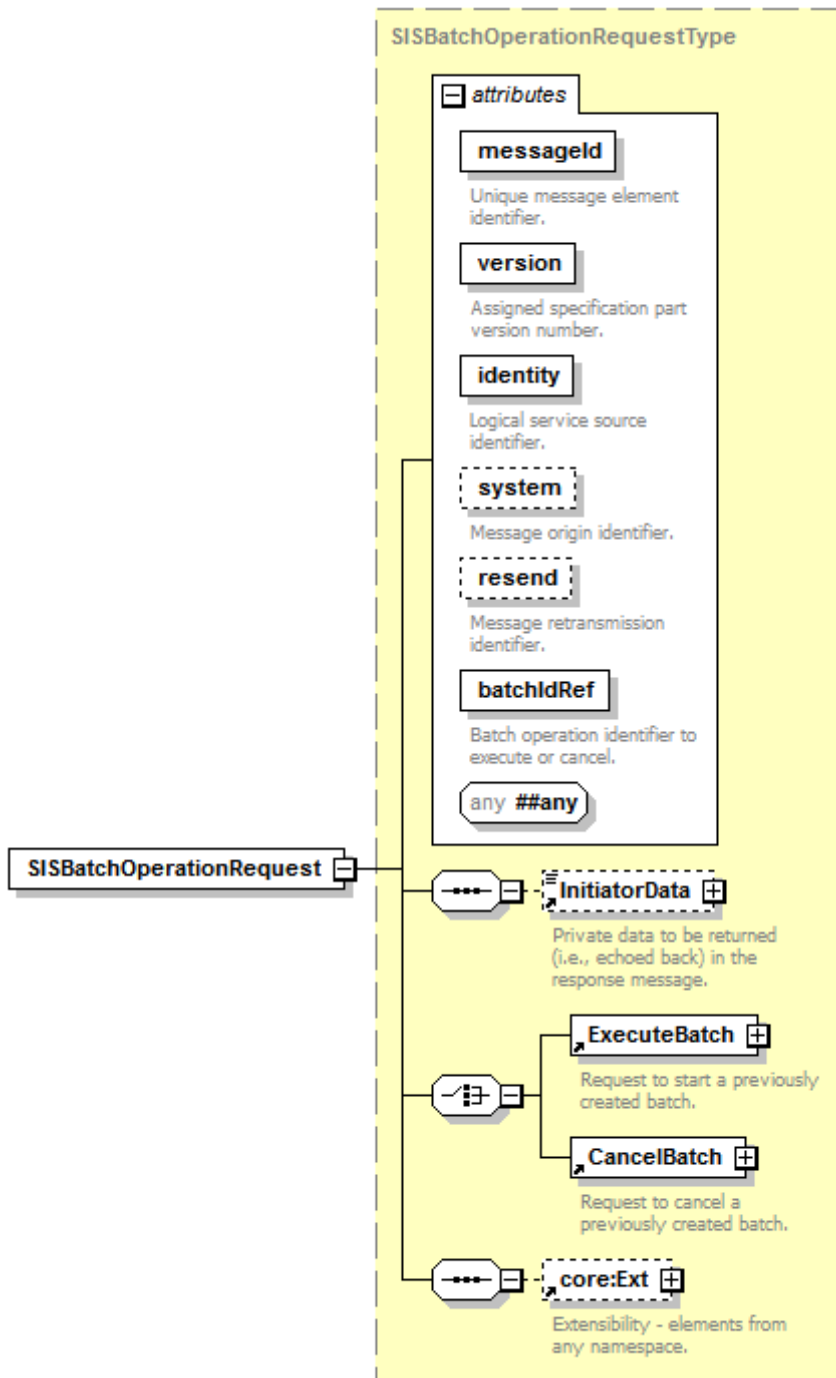 SISBatchOperationRequestType
attributes
messageId
Unique message element
identifier.
version
Assigned specification part
version number.
identity
Logical service source
identifier.
system
Message origin identifier.
resend
Message retransmission
identifier.
batchIdRef
Batch operation identifier to
execute or cancel.
any ##any
SISBatchOperationRequest
InitiatorData
Private data to be returned
(i.e., echoed back) in the
response message.
ExecuteBatch
Request to start a previously
created batch.
CancelBatch
Request to cancel a
previously created batch.
core:Ext
Extensibility - elements from
any namespace.